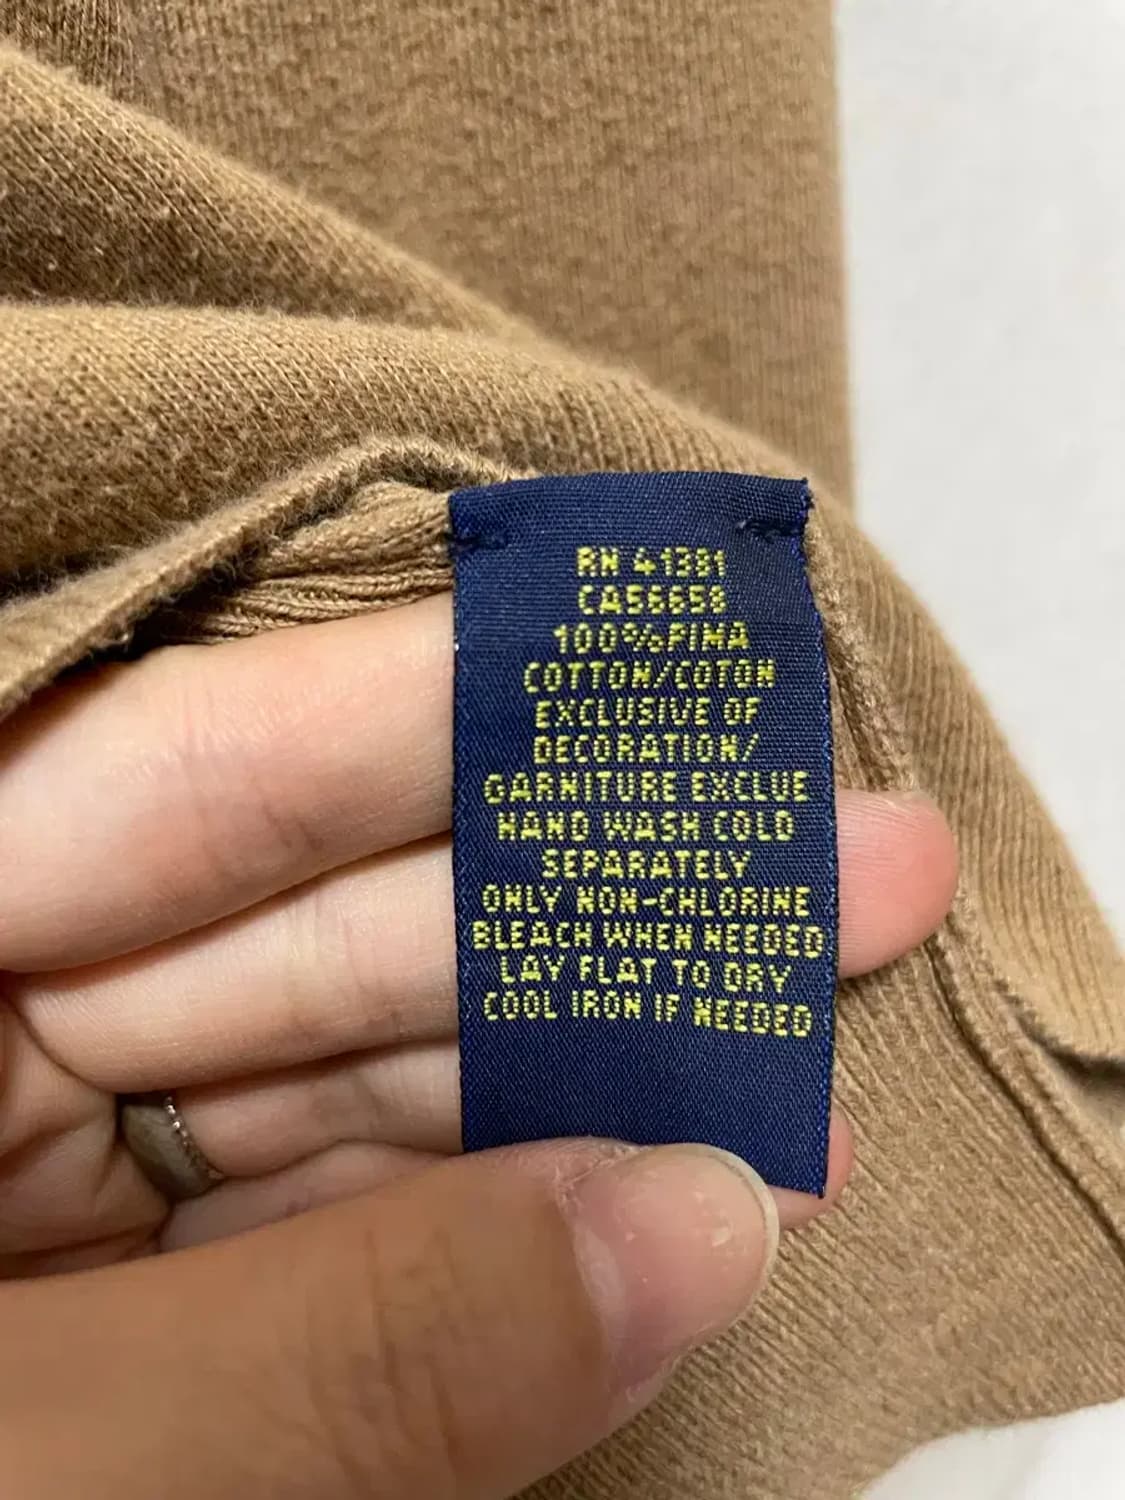 RN 41381
CA56658
100%PIMA
COTTON/COTON
EXCLUSIVE OF
DECORATION/
GARNITURE EXCLUE
HAND WASH COLD
SEPARATELY
ONLY NON-CHLORINE
BLEACH WHEN NEEDED
LAY FLAT TO DRY
COOL IRON IF NEEDED